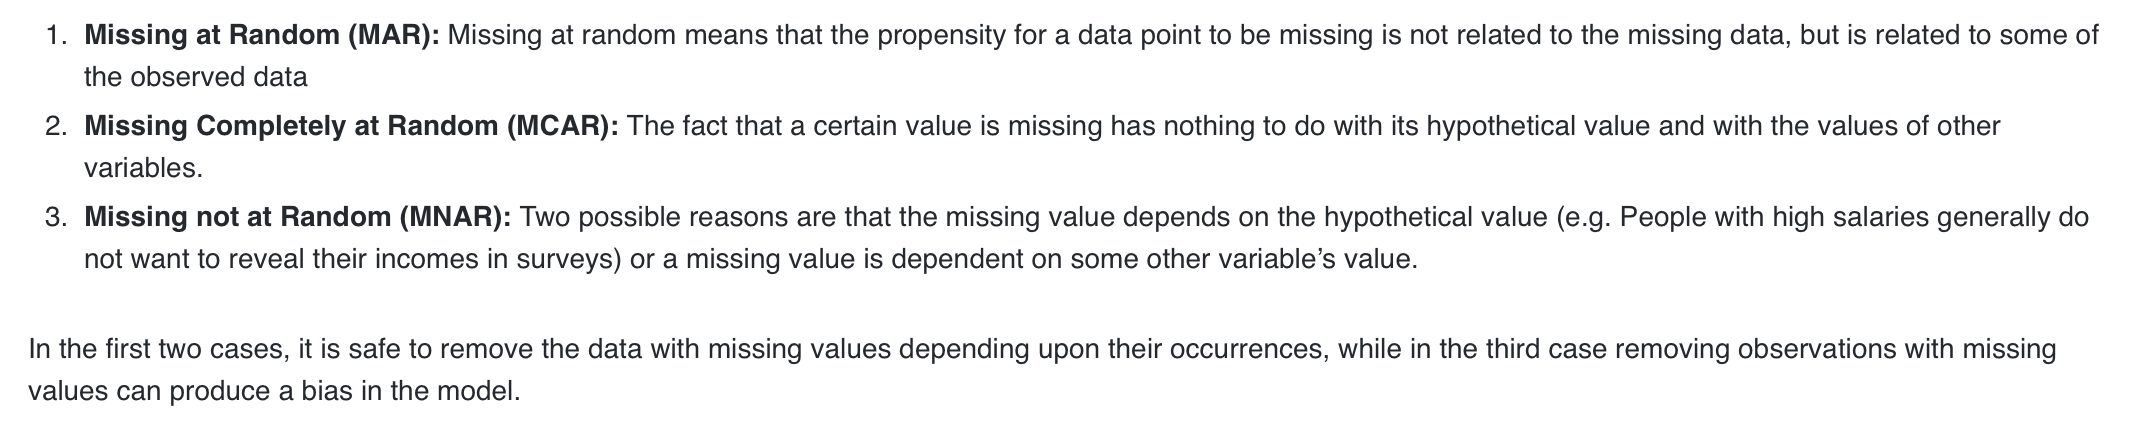 1. Missing at Random (MAR): Missing at random means that the propensity for a data point to be missing is not related to the missing data, but is related to some of
the observed data
2. Missing Completely at Random (MCAR): The fact that a certain value is missing has nothing to do with its hypothetical value and with the values of other
variables.
3. Missing not at Random (MNAR): Two possible reasons are that the missing value depends on the hypothetical value (e.g. People with high salaries generally do
not want to reveal their incomes in surveys) or a missing value is dependent on some other variable’s value.
In the first two cases, it is safe to remove the data with missing values depending upon their occurrences, while in the third case removing observations with missing
values can produce a bias in the model.